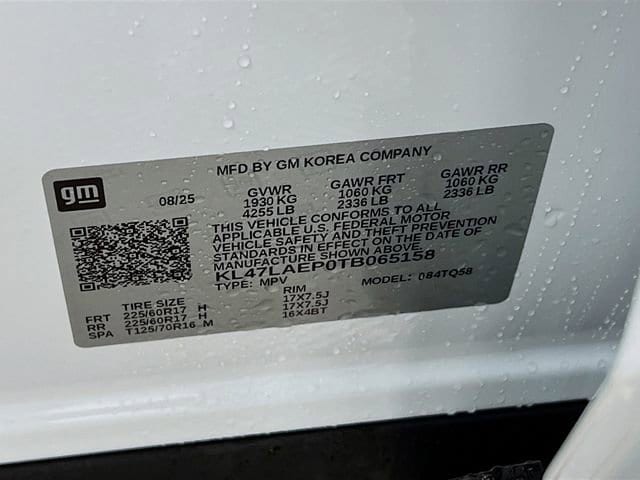 gm
MFD BY GM KOREA COMPANY
08/25
GVWR GAWR FRT GAWR RR
1930 KG 1060 KG 1060 KG
4255 LB 2336 LB 2336 LB
THIS VEHICLE CONFORMS TO ALL
APPLICABLE U.S. FEDERAL MOTOR
VEHICLE SAFETY AND THEFT PREVENTION
STANDARDS IN EFFECT ON THE DATE OF
MANUFACTURE SHOWN ABOVE
KL47LAEP0TB065158
TYPE: MPV MODEL: 084TQ58
TIRE SIZE RIM
FRT 225/60R17 H 17X7.5J
RR 225/60R17 H 17X7.5J
SPA T125/70R16 M 16X4BT